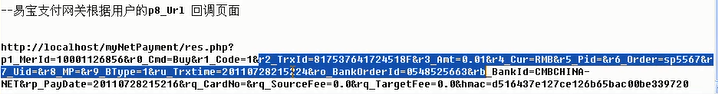 --易宝支付网关根据用户的p8_Url 回调页面
http://localhost/myNetPayment/res.php?
p1_MerId=10001126856&r0_Cmd=Buy&r1_Code=1&r2_TrxId=817537641724518F&r3_Amt=0.01&r4_Cur=RMB&r5_Pid=&r6_Order=sp5567&r
7_Uid=&r8_MP=&r9_BType=1&ru_Trxtime=20110728215224&ro_BankOrderId=0548525663&rb_BankId=CMBCHINA-
NET&rp_PayDate=20110728215216&rq_CardNo=&rq_SourceFee=0.0&rq_TargetFee=0.0&hmac=d516437e127ce126b65bac00be339720